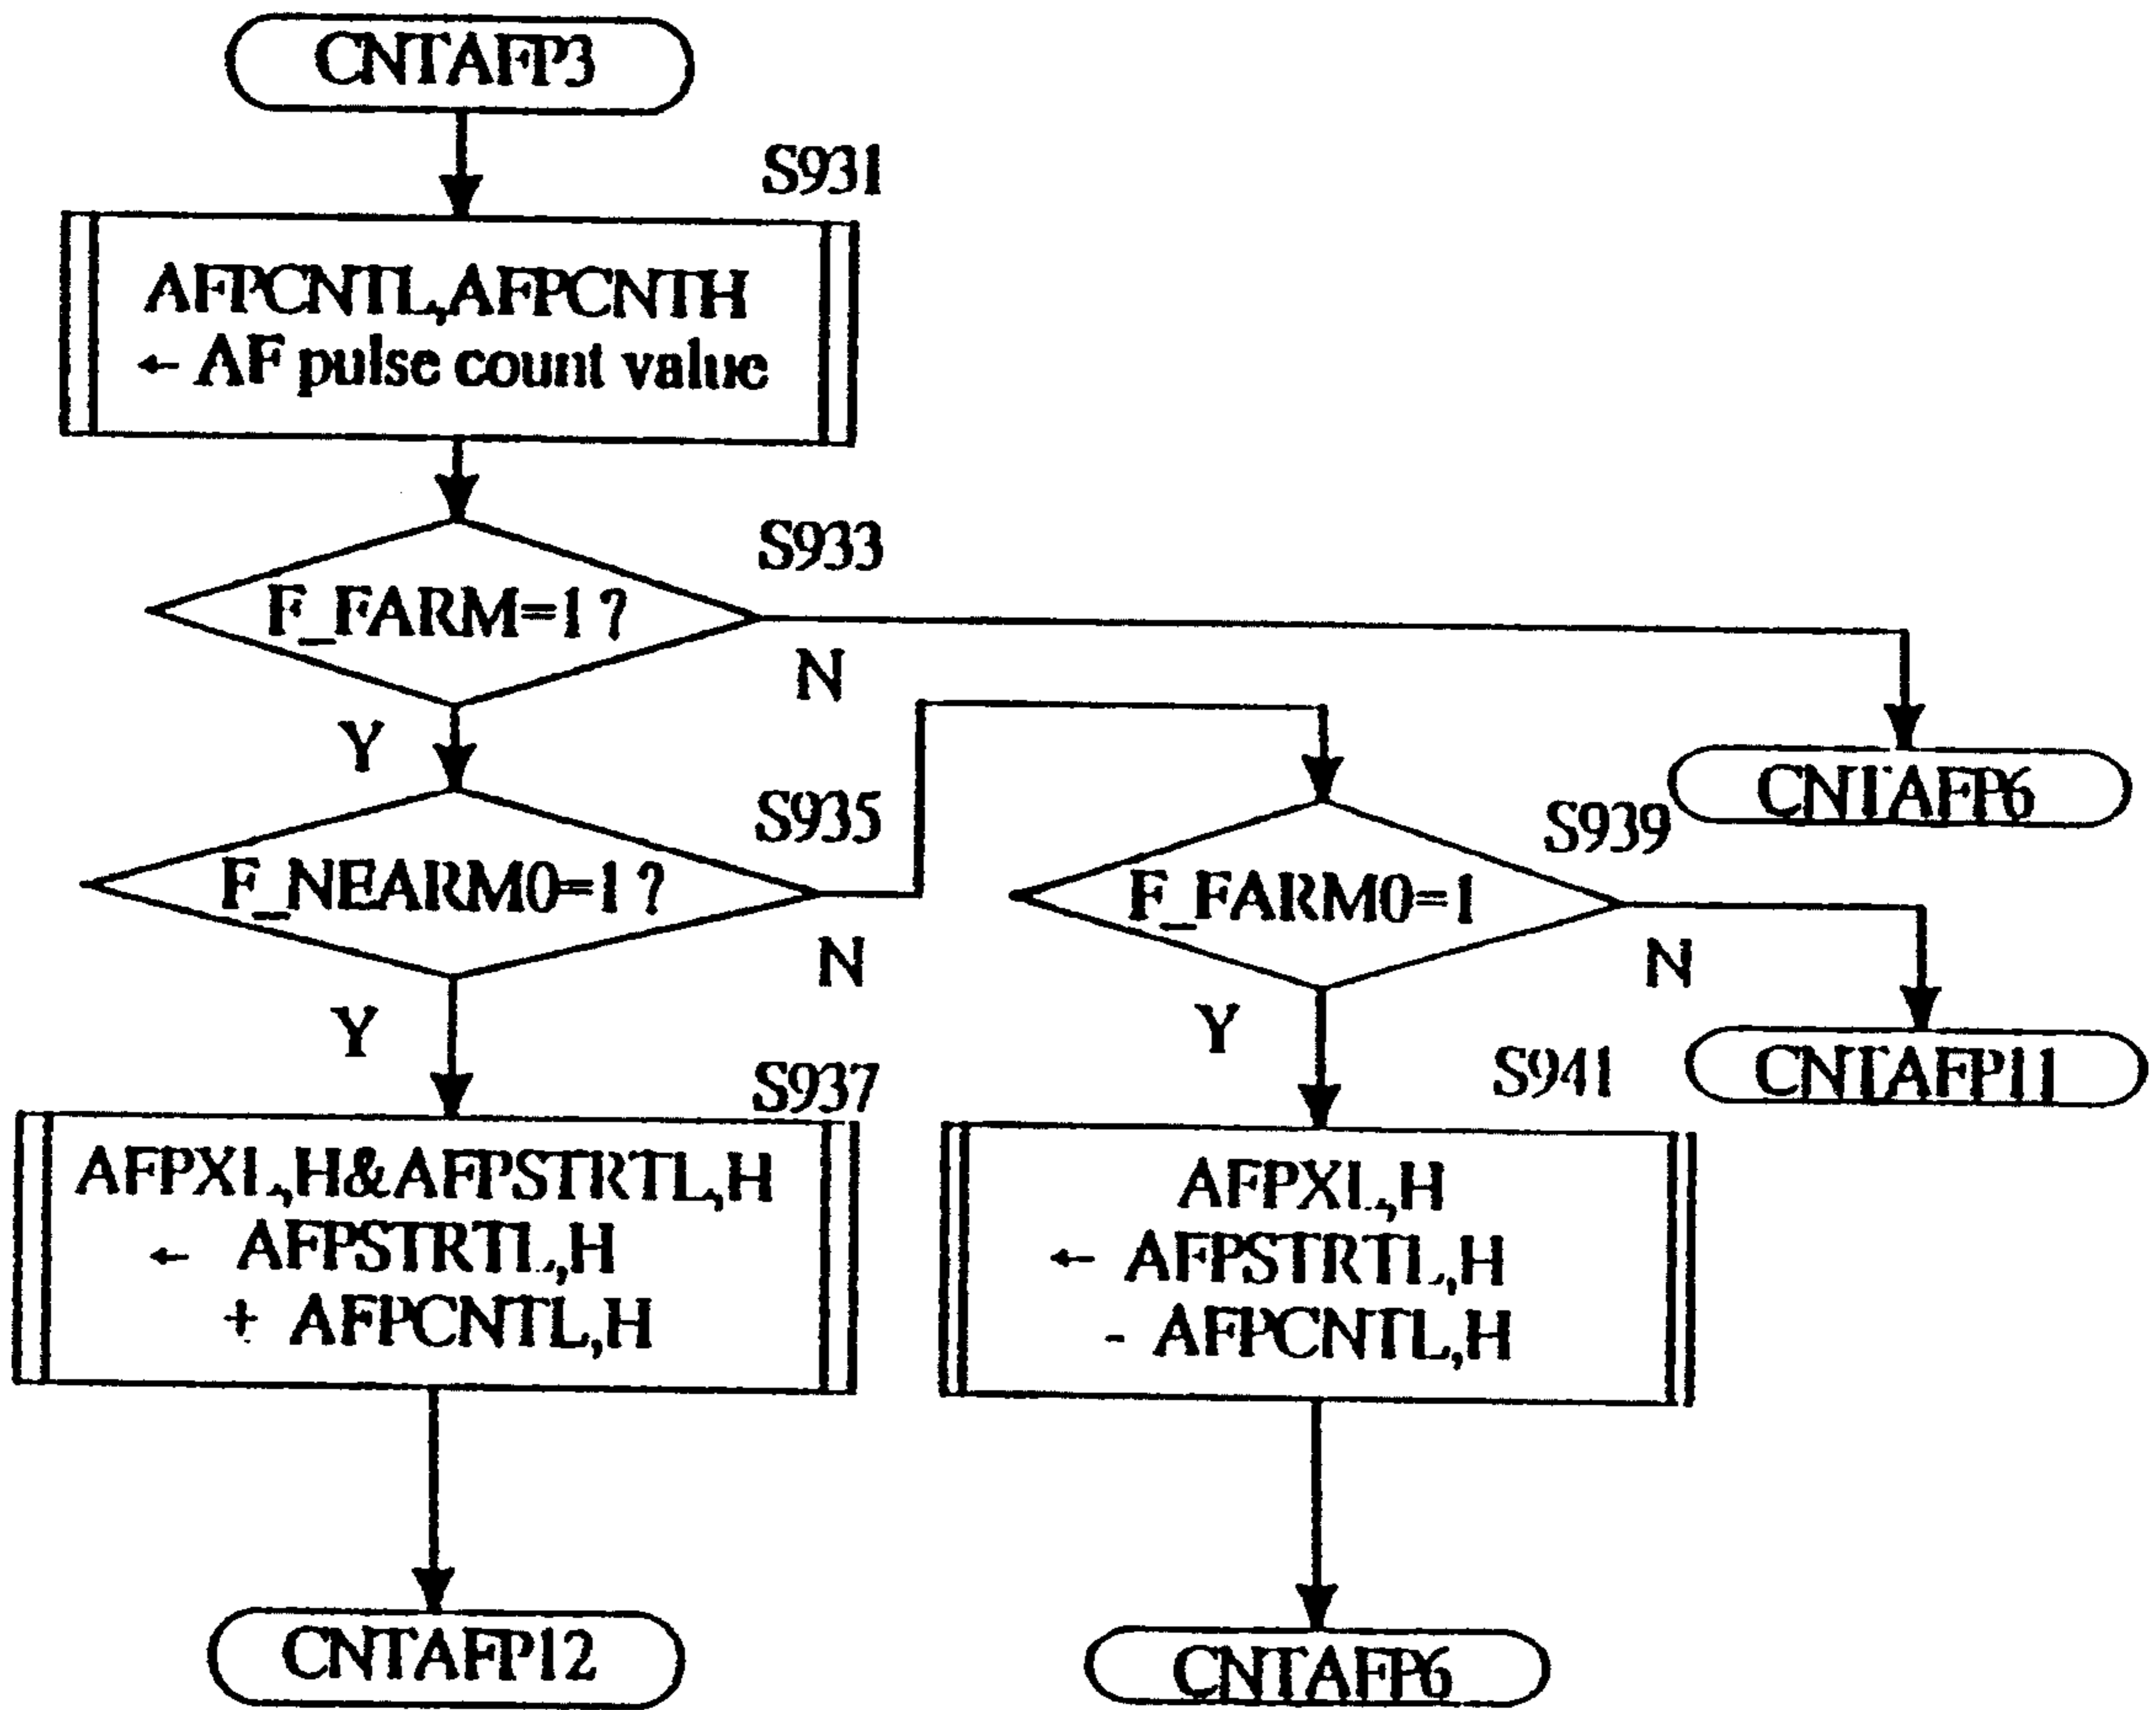 CNTAFP3
S931
AFPCNTL,AFPCNTH
← AF pulse count value
S933
F_FARM=1?
N
Y
CNTAFP6
S935
F_NEARM0=1?
N
Y
S939
F_FARM0=1
N
Y
CNTAFP11
S937
AFPXL,H&AFPSTRTL,H
← AFPSTRTL,H
+ AFPCNTL,H
S941
AFPXL,H
← AFPSTRTL,H
- AFPCNTL,H
CNTAFP12
CNTAFP6